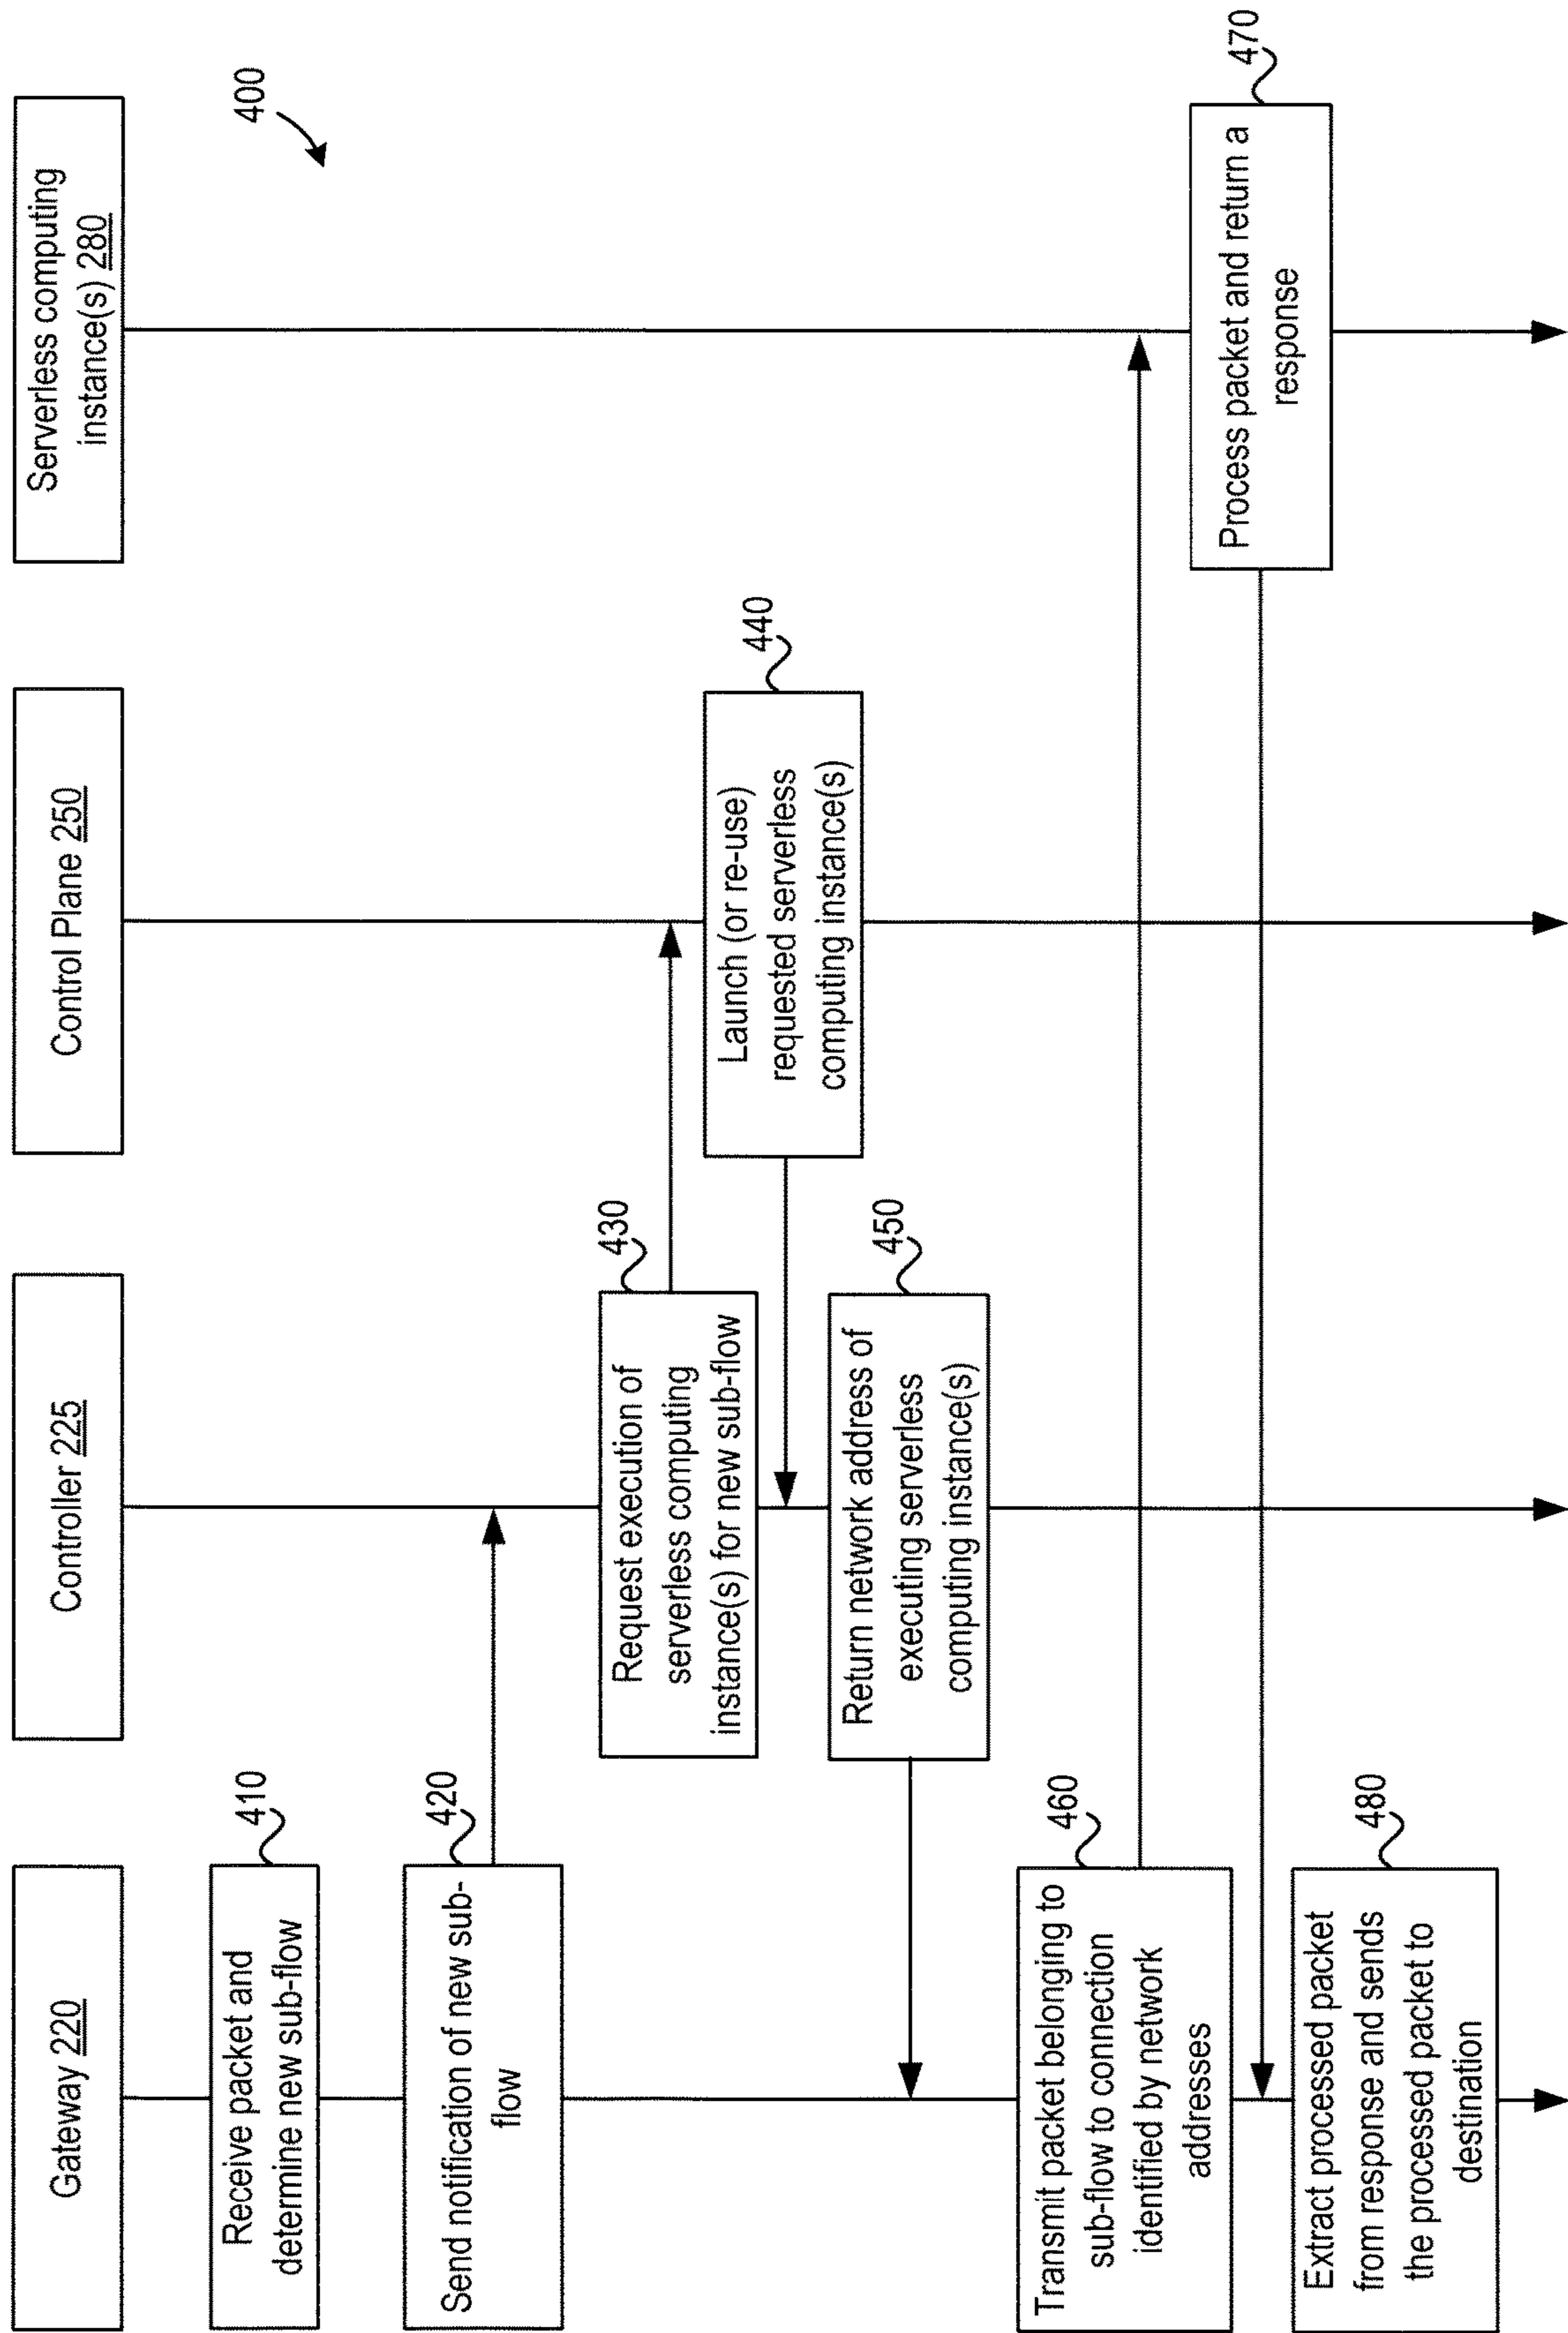 400
Gateway 220
Controller 225
Control Plane 250
Serverless computing
instance(s) 280
410
Receive packet and
determine new sub-flow
420
Send notification of new sub-
flow
430
Request execution of
serverless computing
instance(s) for new sub-flow
440
Launch (or re-use)
requested serverless
computing instance(s)
450
Return network address of
executing serverless
computing instance(s)
460
Transmit packet belonging to
sub-flow to connection
identified by network
addresses
470
Process packet and return a
response
480
Extract processed packet
from response and sends
the processed packet to
destination